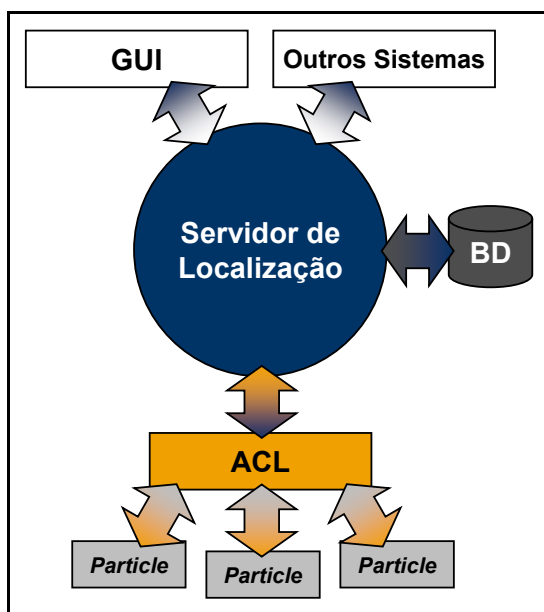 GUI
Outros Sistemas
Servidor de
Localização
BD
ACL
Particle
Particle
Particle